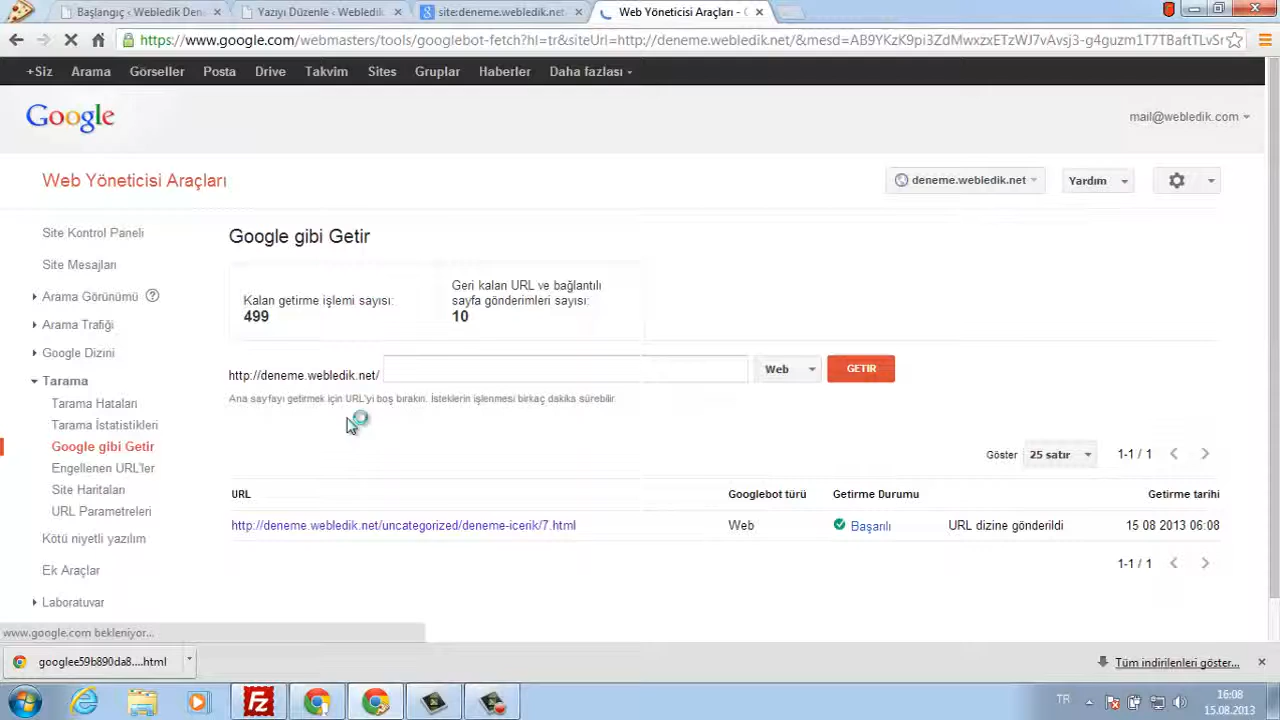 Başlangıç ‹ Webledik Den
Yazıyı Düzenle ‹ Webledik
site:deneme.webledik.net
Web Yöneticisi Araçları -
https://www.google.com/webmasters/tools/googlebot-fetch?hl=tr&siteUrl=http://deneme.webledik.net/&mesd=
+Siz Arama Görseller Posta Drive Takvim Sites Gruplar Haberler Daha fazlası
Google
mail@webledik.com
Web Yöneticisi Araçları
deneme.webledik.net
Yardım
Site Kontrol Paneli
Site Mesajları
Arama Görünümü ?
Arama Trafiği
Google Dizini
Tarama
Tarama Hataları
Tarama İstatistikleri
Google gibi Getir
Engellenen URL'ler
Site Haritaları
URL Parametreleri
Kötü niyetli yazılım
Ek Araçlar
Laboratuvar
Google gibi Getir
Kalan getirme işlemi sayısı:
499
Geri kalan URL ve bağlantılı
sayfa gönderimleri sayısı:
10
http://deneme.webledik.net/
Web
GETIR
Ana sayfayı getirmek için URL'yi boş bırakın. İsteklerin işlenmesi birkaç dakika sürebilir.
Göster 25 satır 1-1 / 1
URL Googlebot türü Getirme Durumu Getirme tarihi
http://deneme.webledik.net/uncategorized/deneme-icerik/7.html Web Başarılı URL dizine gönderildi 15 08 2013 06:08
1-1 / 1
www.google.com bekleniyor...
googlee59b890da8....html
Tüm indirilenleri göster...
TR
16:08
15.08.2013